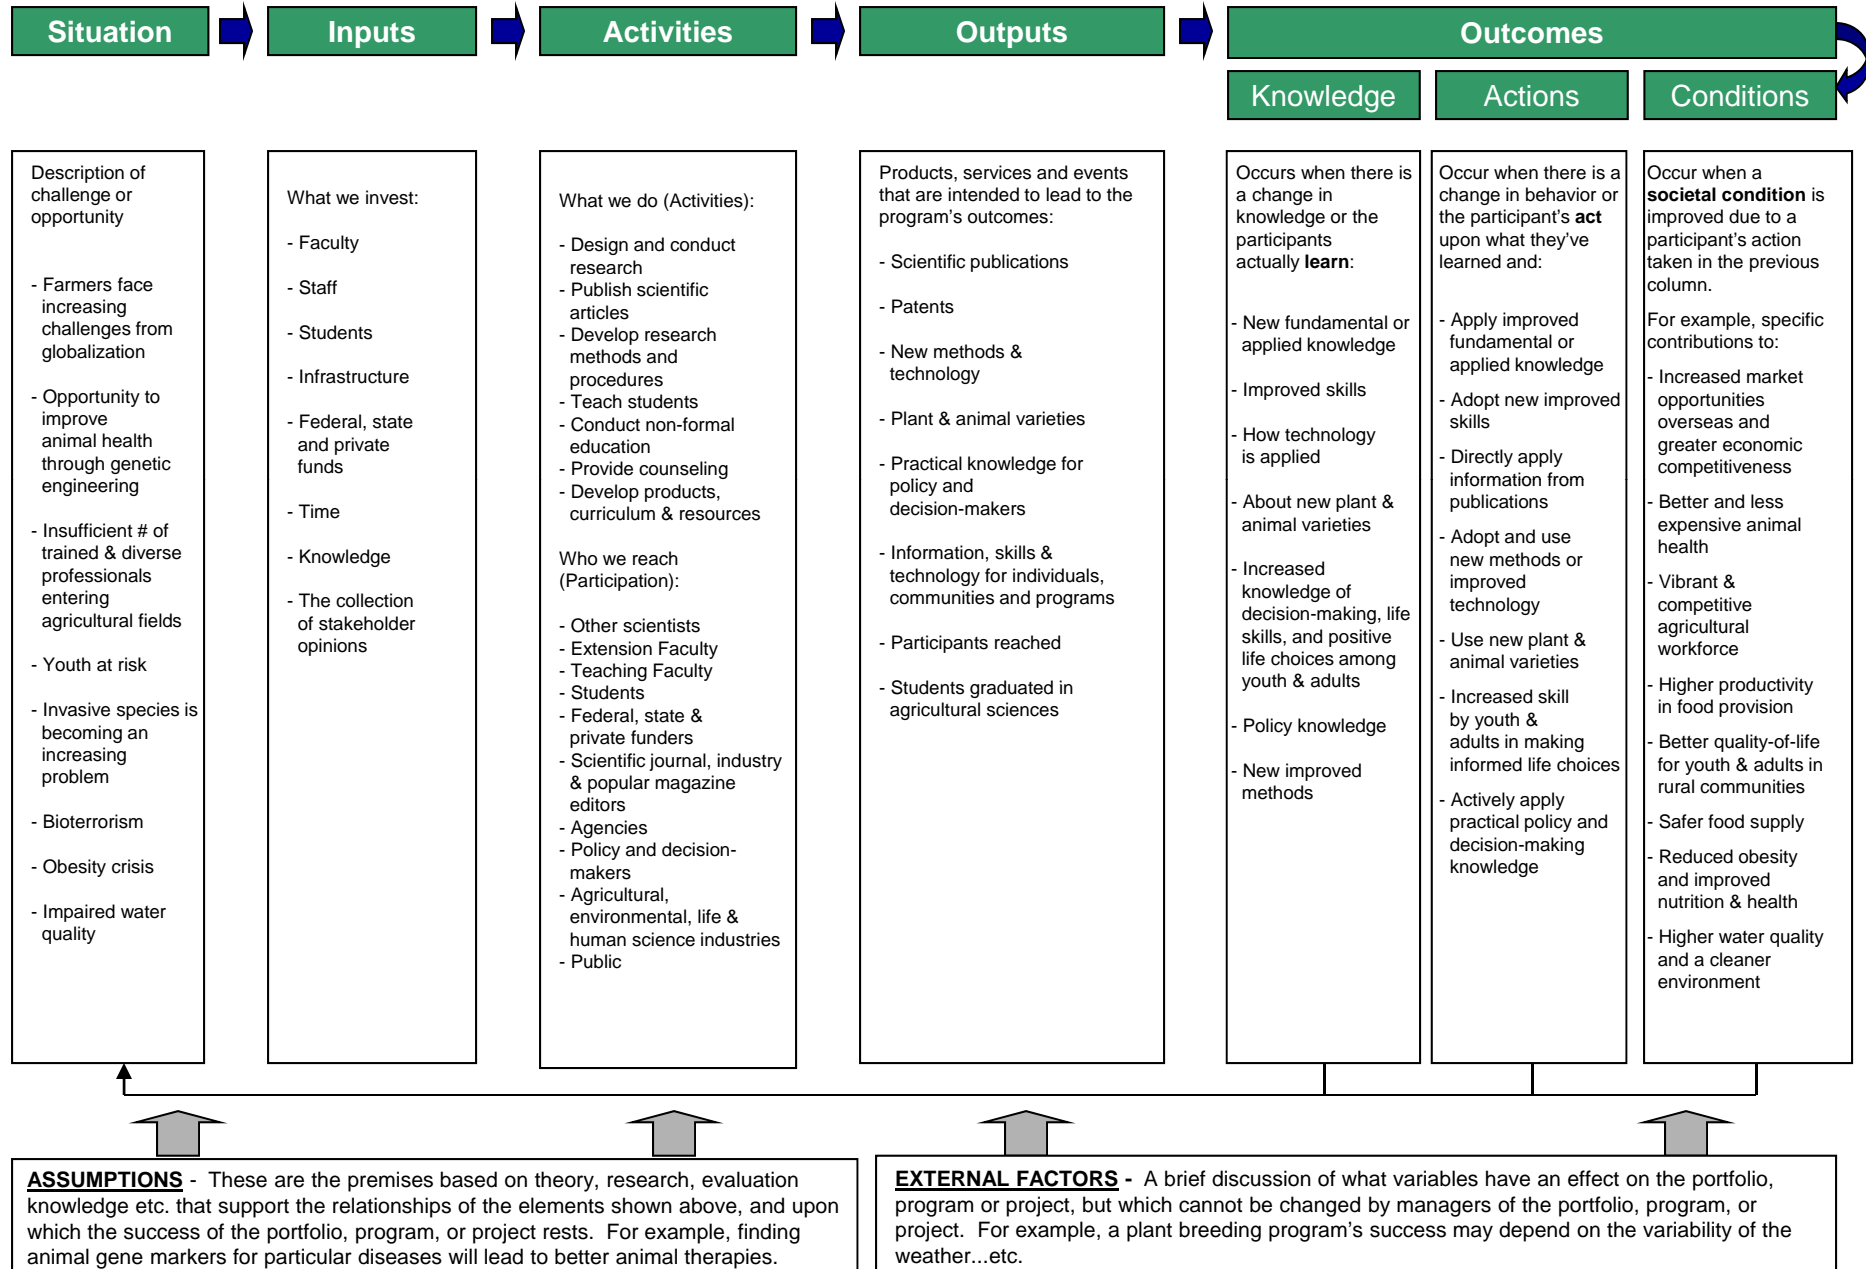 Situation
Inputs
Activities
Outputs
Outcomes
Knowledge
Actions
Conditions
Description of
challenge or
opportunity
- Farmers face
increasing
challenges from
globalization
- Opportunity to
improve
animal health
through genetic
engineering
- Insufficient # of
trained & diverse
professionals
entering
agricultural fields
- Youth at risk
- Invasive species is
becoming an
increasing
problem
- Bioterrorism
- Obesity crisis
- Impaired water
quality
What we invest:
- Faculty
- Staff
- Students
- Infrastructure
- Federal, state
and private
funds
- Time
- Knowledge
- The collection
of stakeholder
opinions
What we do (Activities):
- Design and conduct
research
- Publish scientific
articles
- Develop research
methods and
procedures
- Teach students
- Conduct non-formal
education
- Provide counseling
- Develop products,
curriculum & resources
Who we reach
(Participation):
- Other scientists
- Extension Faculty
- Teaching Faculty
- Students
- Federal, state &
private funders
- Scientific journal, industry
& popular magazine
editors
- Agencies
- Policy and decision-
makers
- Agricultural,
environmental, life &
human science industries
- Public
Products, services and events
that are intended to lead to the
program’s outcomes:
- Scientific publications
- Patents
- New methods &
technology
- Plant & animal varieties
- Practical knowledge for
policy and
decision-makers
- Information, skills &
technology for individuals,
communities and programs
- Participants reached
- Students graduated in
agricultural sciences
Occurs when there is
a change in
knowledge or the
participants
actually learn:
- New fundamental or
applied knowledge
- Improved skills
- How technology
is applied
- About new plant &
animal varieties
- Increased
knowledge of
decision-making, life
skills, and positive
life choices among
youth & adults
- Policy knowledge
- New improved
methods
Occur when there is a
change in behavior or
the participant’s act
upon what they’ve
learned and:
- Apply improved
fundamental or
applied knowledge
- Adopt new improved
skills
- Directly apply
information from
publications
- Adopt and use
new methods or
improved
technology
- Use new plant &
animal varieties
- Increased skill
by youth &
adults in making
informed life choices
- Actively apply
practical policy and
decision-making
knowledge
Occur when a
societal condition is
improved due to a
participant’s action
taken in the previous
column.
For example, specific
contributions to:
- Increased market
opportunities
overseas and
greater economic
competitiveness
- Better and less
expensive animal
health
- Vibrant &
competitive
agricultural
workforce
- Higher productivity
in food provision
- Better quality-of-life
for youth & adults in
rural communities
- Safer food supply
- Reduced obesity
and improved
nutrition & health
- Higher water quality
and a cleaner
environment
ASSUMPTIONS - These are the premises based on theory, research, evaluation
knowledge etc. that support the relationships of the elements shown above, and upon
which the success of the portfolio, program, or project rests. For example, finding
animal gene markers for particular diseases will lead to better animal therapies.
EXTERNAL FACTORS - A brief discussion of what variables have an effect on the portfolio,
program or project, but which cannot be changed by managers of the portfolio, program, or
project. For example, a plant breeding program’s success may depend on the variability of the
weather...etc.